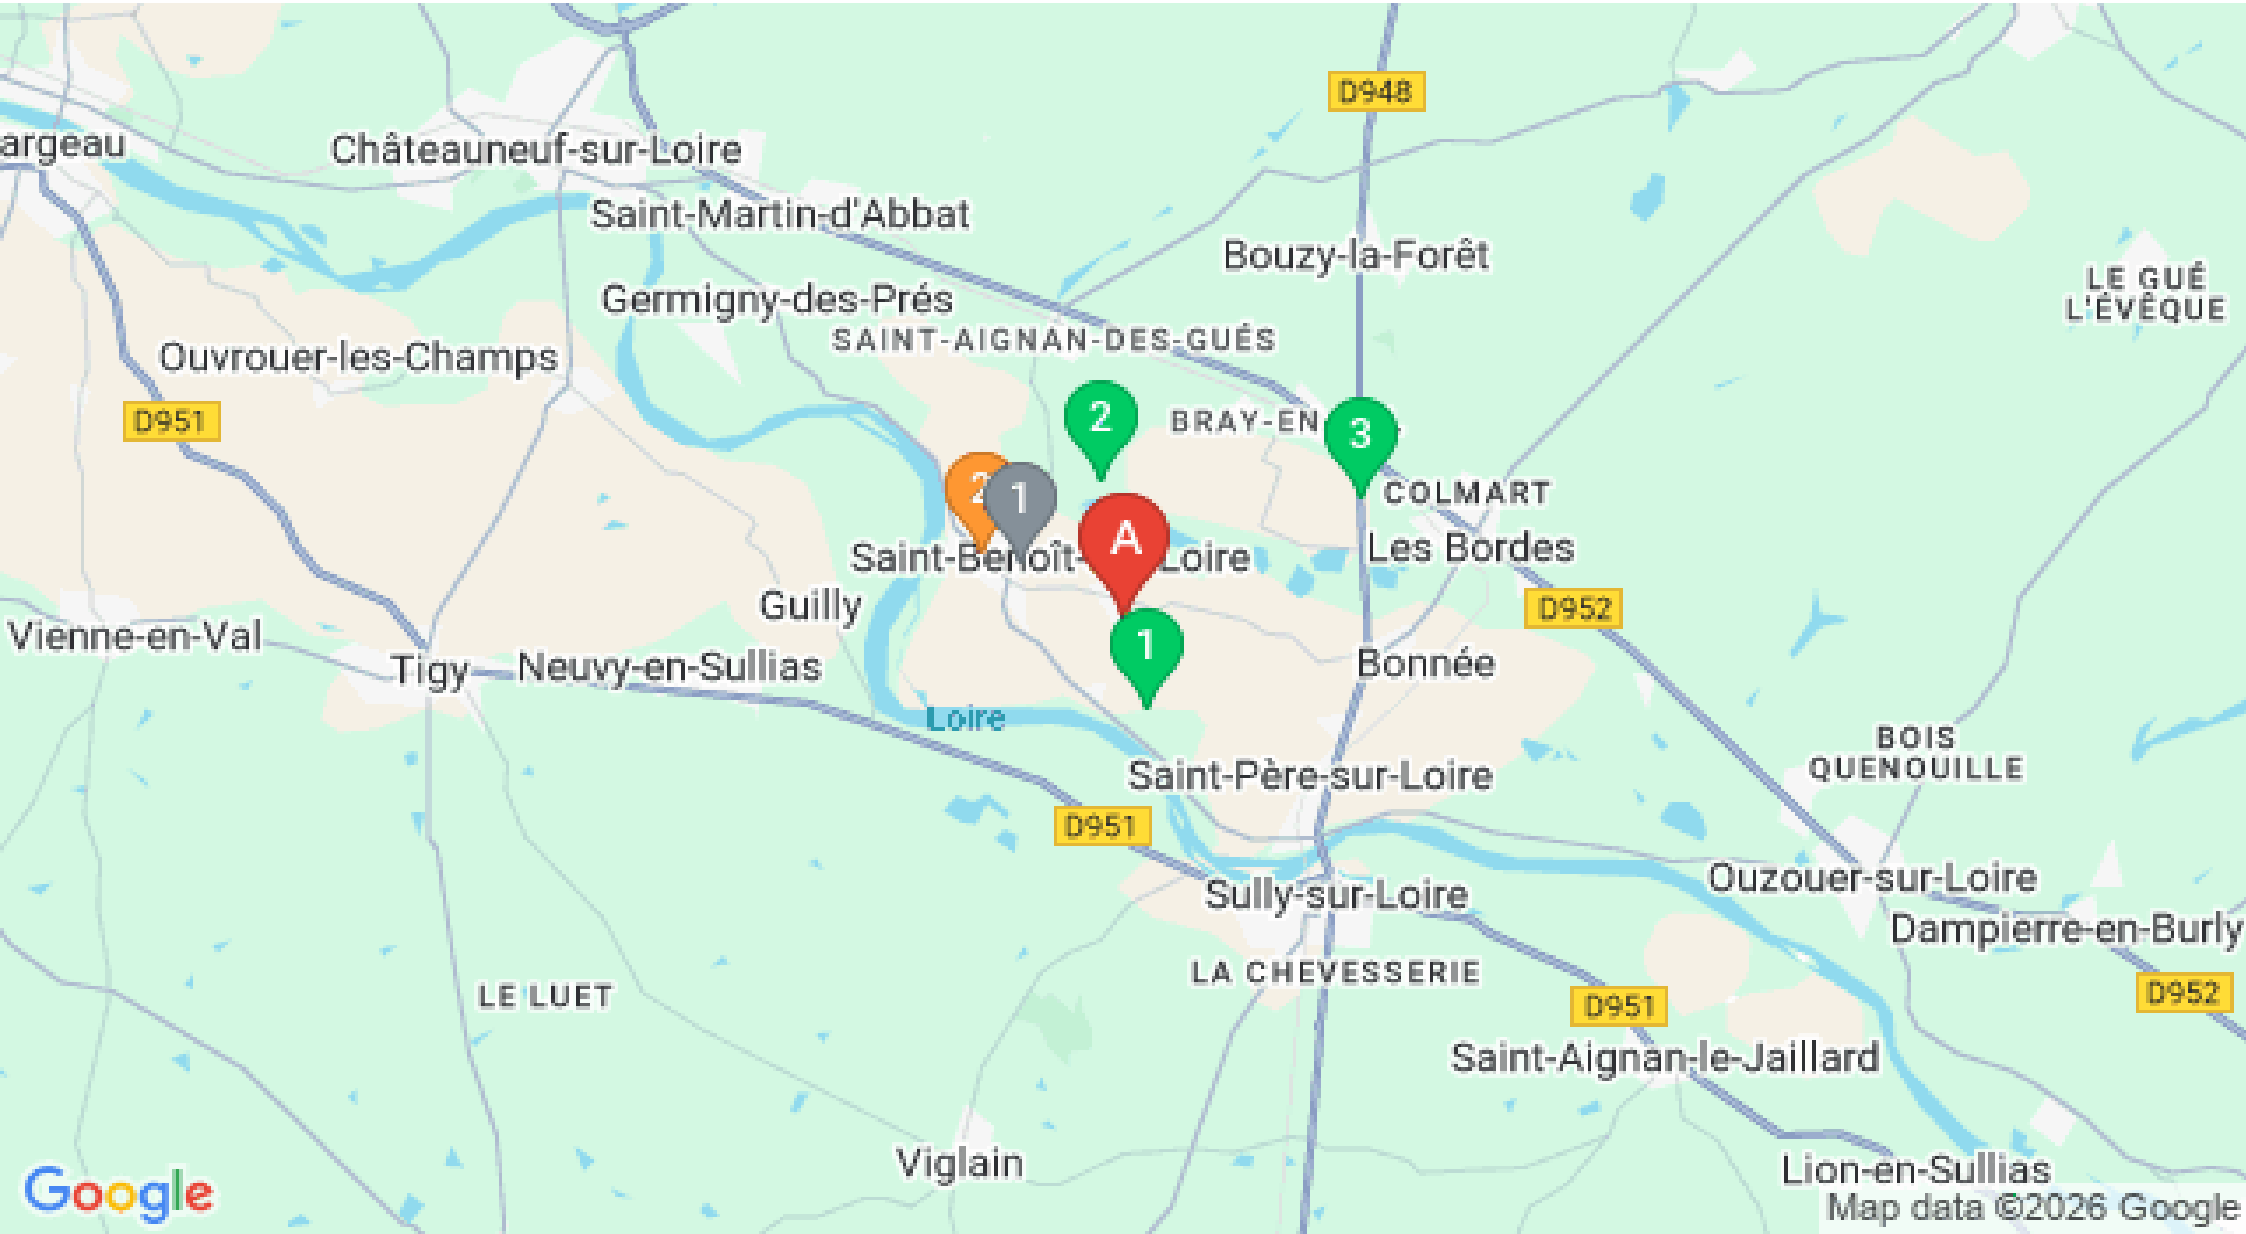 D948
argeau
Châteauneuf-sur-Loire
Saint-Martin-d'Abbat
Bouzy-la-Forêt
LE GUÉ
L'ÉVÊQUE
Germigny-des-Prés
SAINT-AIGNAN-DES-GUÉS
Ouvrouer-les-Champs
D951
2
BRAY-EN
3
2
1
COLMART
A
Saint-Benoît-
Loire
Les Bordes
Guilly
D952
Vienne-en-Val
1
Tigy
Neuvy-en-Sullias
Bonnée
Loire
BOIS
QUENOUILLE
Saint-Père-sur-Loire
D951
Ouzouer-sur-Loire
Sully-sur-Loire
Dampierre-en-Burly
LA CHEVESSERIE
LE LUET
D951
D952
Saint-Aignan-le-Jaillard
Viglain
Lion-en-Sullias
Google
Map data ©2026 Google